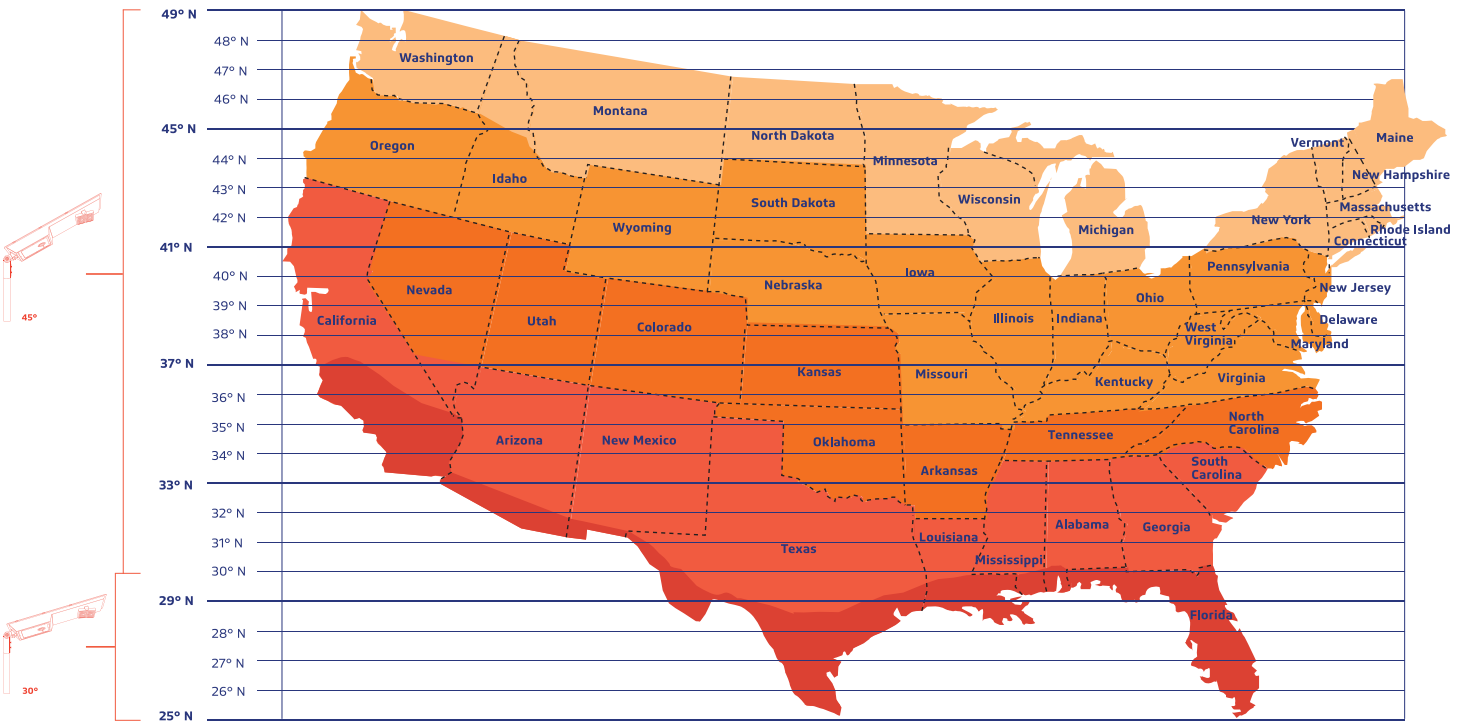 49° N
48° N
47° N
46° N
45° N
44° N
43° N
42° N
41° N
40° N
39° N
38° N
37° N
36° N
35° N
34° N
33° N
32° N
31° N
30° N
29° N
28° N
27° N
26° N
25° N
45°
30°
Washington
Montana
North Dakota
Minnesota
Oregon
Idaho
Wyoming
South Dakota
Wisconsin
Michigan
Vermont
Maine
New Hampshire
Massachusetts
New York
Rhode Island
Connecticut
Nevada
Utah
Colorado
Nebraska
Iowa
Illinois
Indiana
Ohio
Pennsylvania
New Jersey
Delaware
Maryland
West
Virginia
California
Kansas
Missouri
Kentucky
Virginia
Arizona
New Mexico
Oklahoma
Arkansas
Tennessee
North
Carolina
South
Carolina
Texas
Louisiana
Mississippi
Alabama
Georgia
Florida